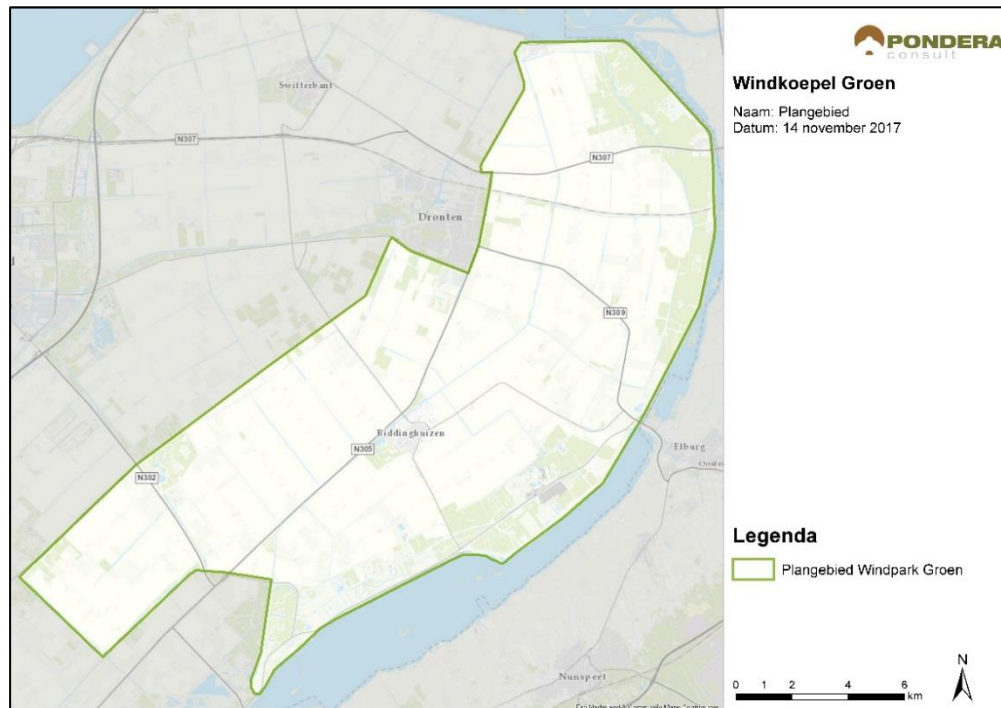 Swifterbant
N307
N307
Dronten
N309
Biddinghuizen
N305
N302
Elburg
Nunspeet
PONDERA
consult
Windkoepel Groen
Naam: Plangebied
Datum: 14 november 2017
Legenda
Plangebied Windpark Groen
N
0 1 2 4 6
km